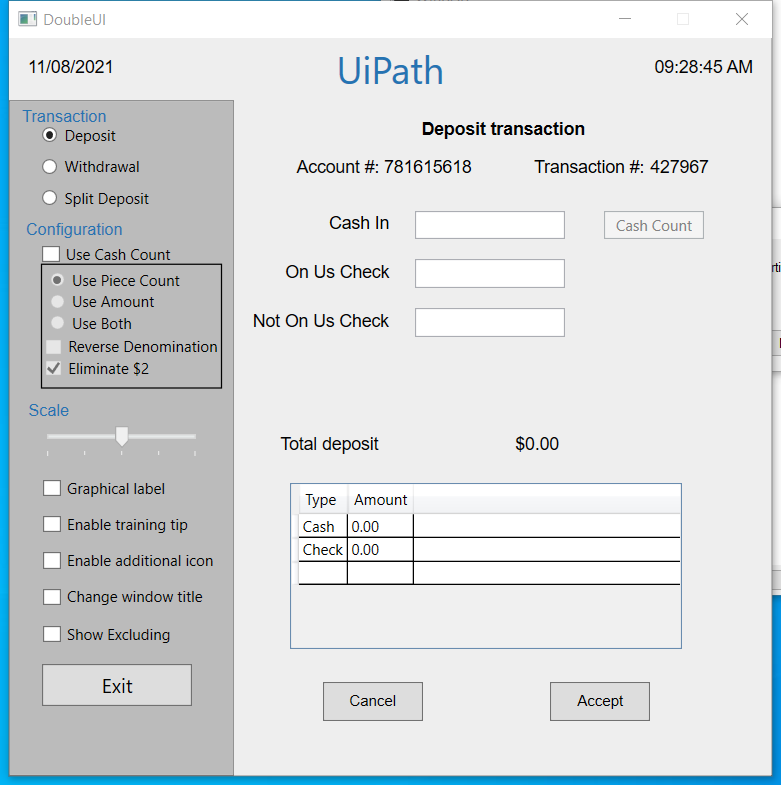 DoubleUI
11/08/2021
UiPath
09:28:45 AM
Transaction
Deposit
Withdrawal
Split Deposit
Configuration
Use Cash Count
Use Piece Count
Use Amount
Use Both
Reverse Denomination
Eliminate $2
Scale
Graphical label
Enable training tip
Enable additional icon
Change window title
Show Excluding
Exit
Deposit transaction
Account #: 781615618 Transaction #: 427967
Cash In Cash Count
On Us Check
Not On Us Check
Total deposit $0.00
Type Amount
Cash 0.00
Check 0.00
Cancel Accept